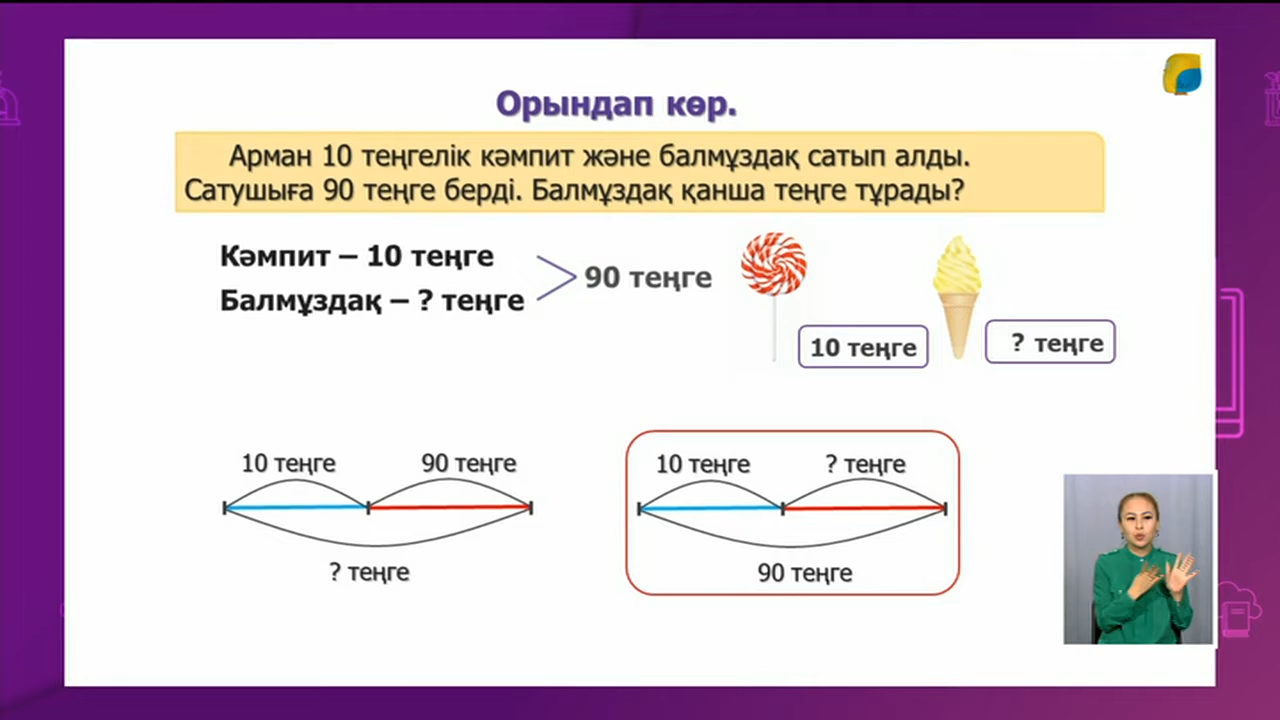 Орындап көр.
Арман 10 теңгелік кәмпит және балмұздақ сатып алды.
Сатушыға 90 теңге берді. Балмұздақ қанша теңге тұрады?
Кәмпит – 10 теңге
Балмұздақ – ? теңге
90 теңге
10 теңге
? теңге
10 теңге
90 теңге
? теңге
10 теңге
? теңге
90 теңге